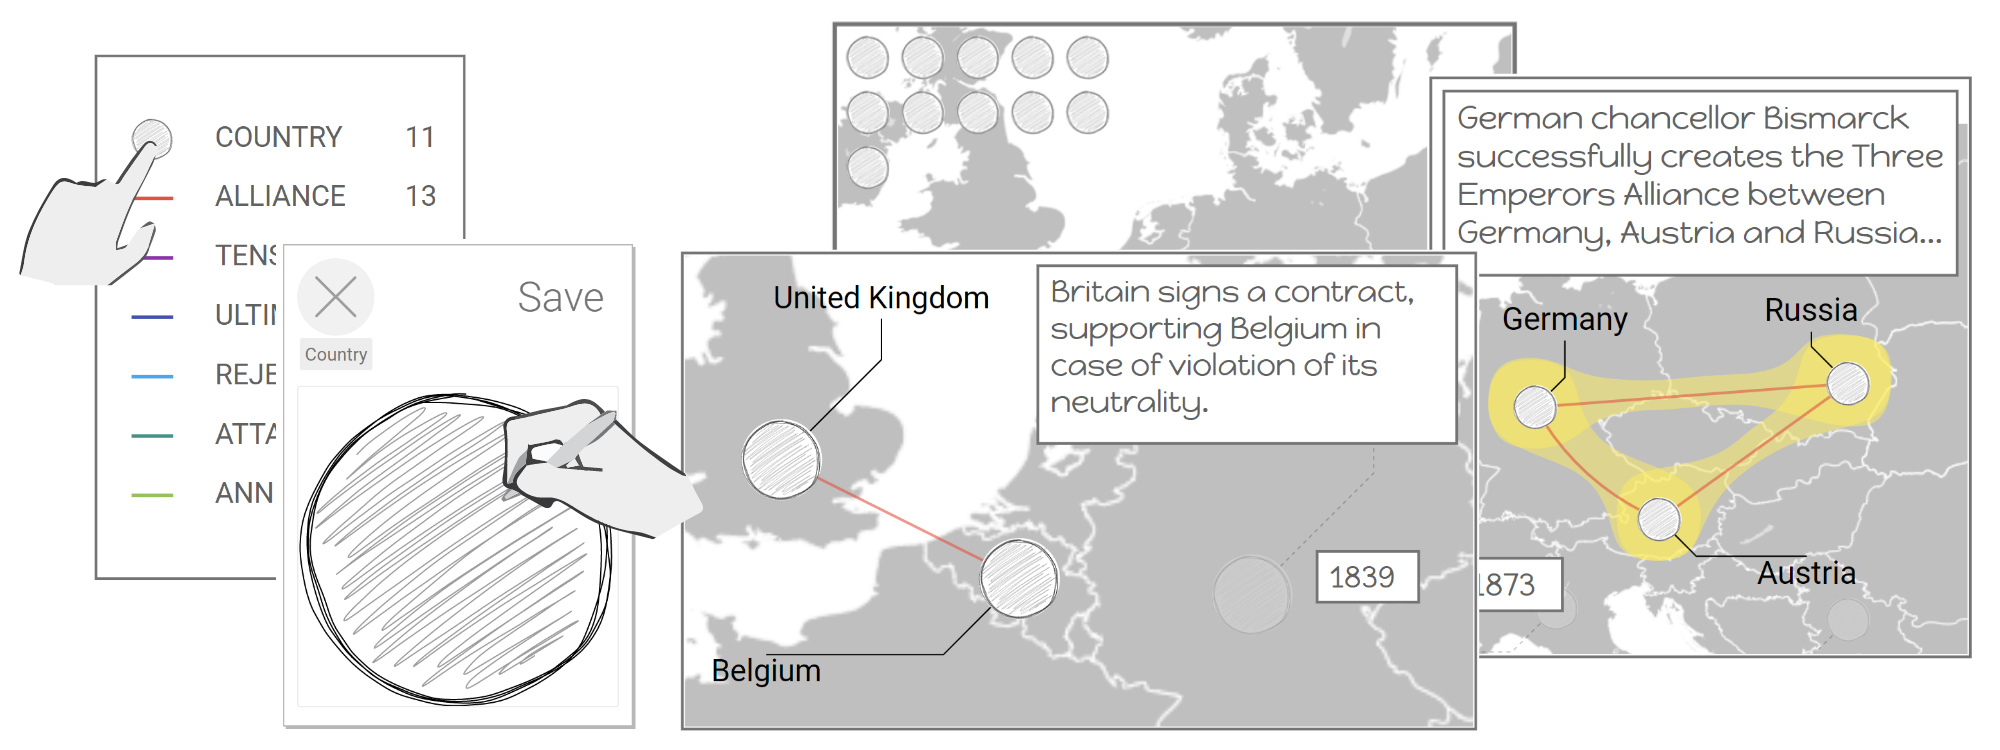 COUNTRY 11
ALLIANCE 13
TENS
ULTIN
REJE
ATTA
ANN
Save
Country
United Kingdom
Belgium
Britain signs a contract,
supporting Belgium in
case of violation of its
neutrality.
1839
German chancellor Bismarck
successfully creates the Three
Emperors Alliance between
Germany, Austria and Russia...
Germany
Russia
Austria
1873